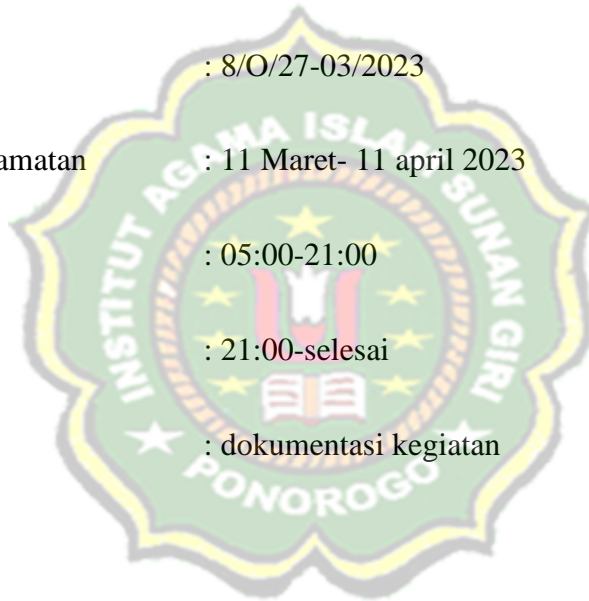 : 8/O/27-03/2023
amatan : 11 Maret- 11 april 2023
: 05:00-21:00
: 21:00-selesai
: dokumentasi kegiatan
INSTITUT AGAMA ISLAM SUNAN GIRI
PONOROGO